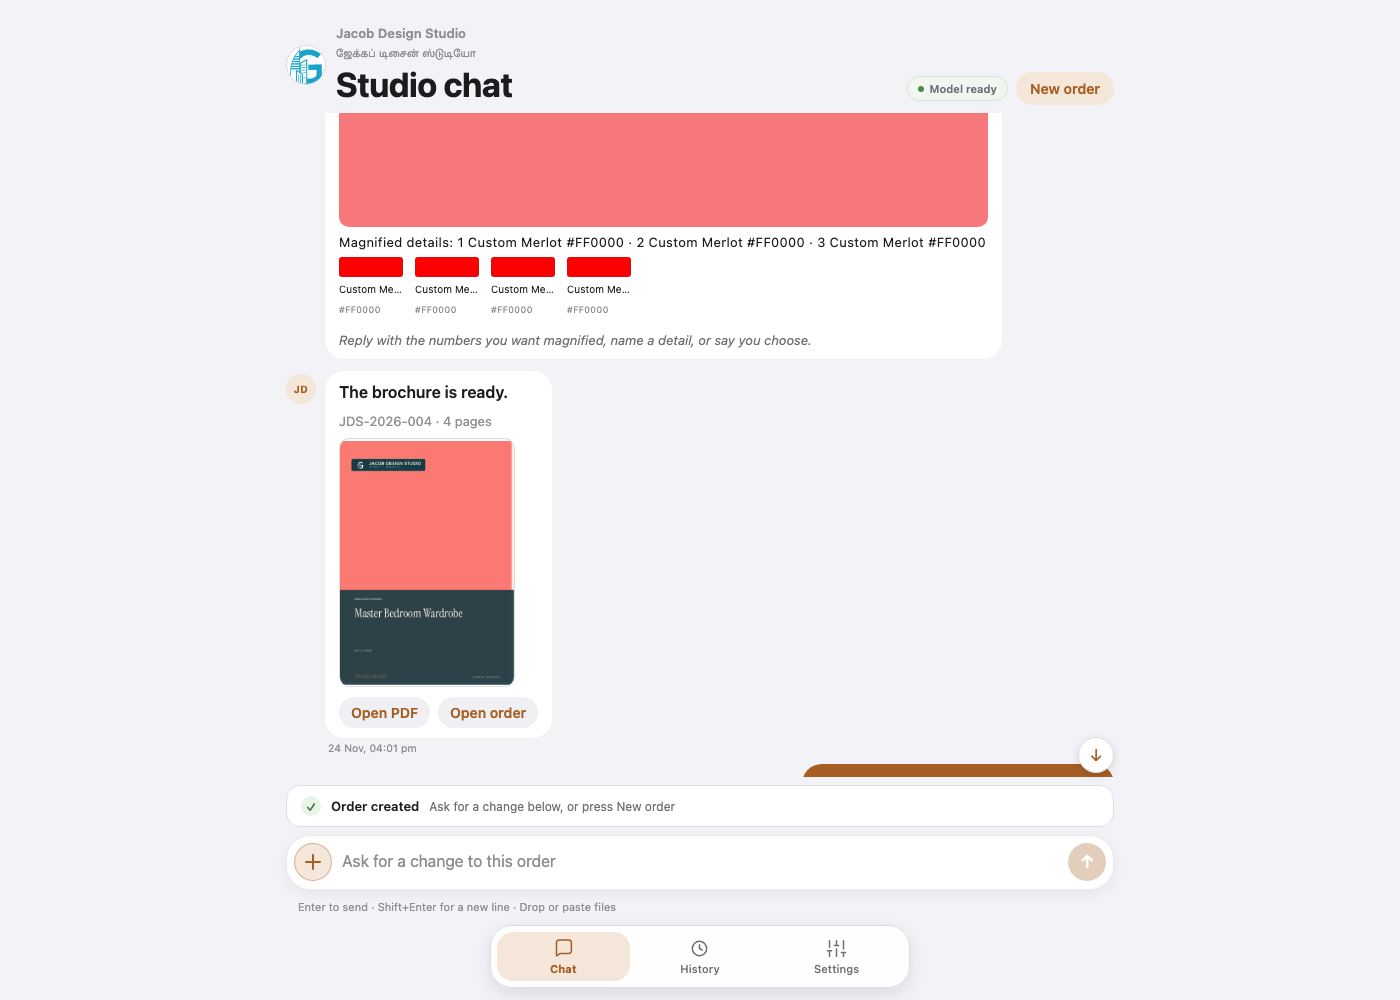 Jacob Design Studio
ஜேக்கப் டிசைன் ஸ்டுடியோ
Studio chat
Model ready
New order
Magnified details: 1 Custom Merlot #FF0000 · 2 Custom Merlot #FF0000 · 3 Custom Merlot #FF0000
Custom Me... Custom Me... Custom Me... Custom Me...
#FF0000 #FF0000 #FF0000 #FF0000
Reply with the numbers you want magnified, name a detail, or say you choose.
JD
The brochure is ready.
JDS-2026-004 · 4 pages
JACOB DESIGN STUDIO
Master Bedroom Wardrobe
Open PDF
Open order
24 Nov, 04:01 pm
Order created Ask for a change below, or press New order
Ask for a change to this order
Enter to send · Shift+Enter for a new line · Drop or paste files
Chat
History
Settings